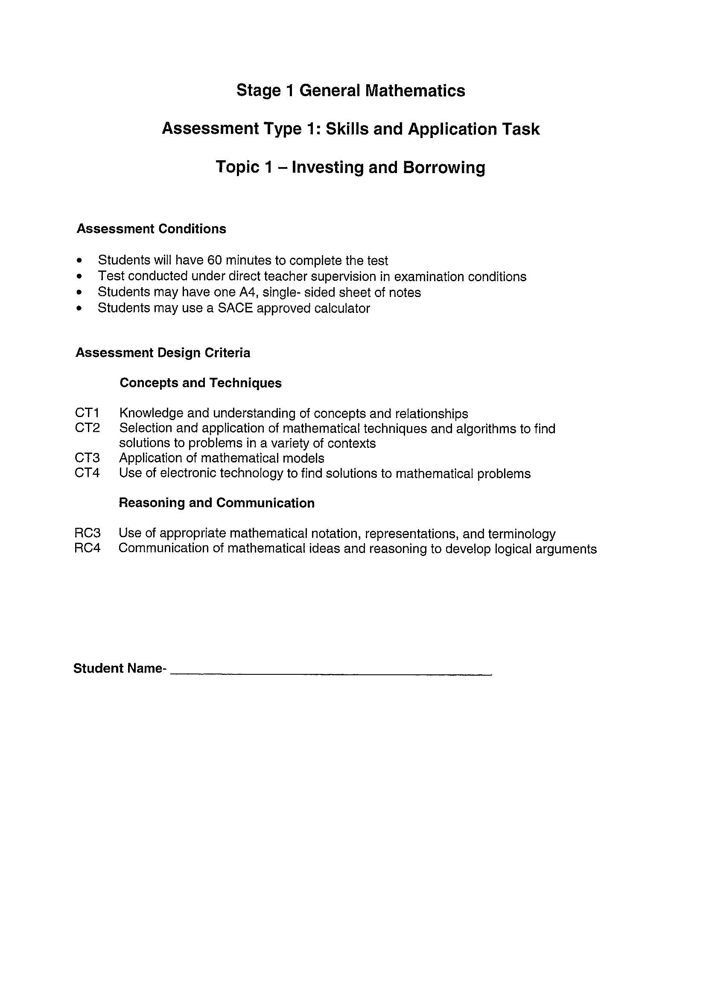 Stage 1 General Mathematics
Assessment Type 1: Skills and Application Task
Topic 1 – Investing and Borrowing
Assessment Conditions
• Students will have 60 minutes to complete the test
• Test conducted under direct teacher supervision in examination conditions
• Students may have one A4, single- sided sheet of notes
• Students may use a SACE approved calculator
Assessment Design Criteria
Concepts and Techniques
CT1 Knowledge and understanding of concepts and relationships
CT2 Selection and application of mathematical techniques and algorithms to find
solutions to problems in a variety of contexts
CT3 Application of mathematical models
CT4 Use of electronic technology to find solutions to mathematical problems
Reasoning and Communication
RC3 Use of appropriate mathematical notation, representations, and terminology
RC4 Communication of mathematical ideas and reasoning to develop logical arguments
Student Name-